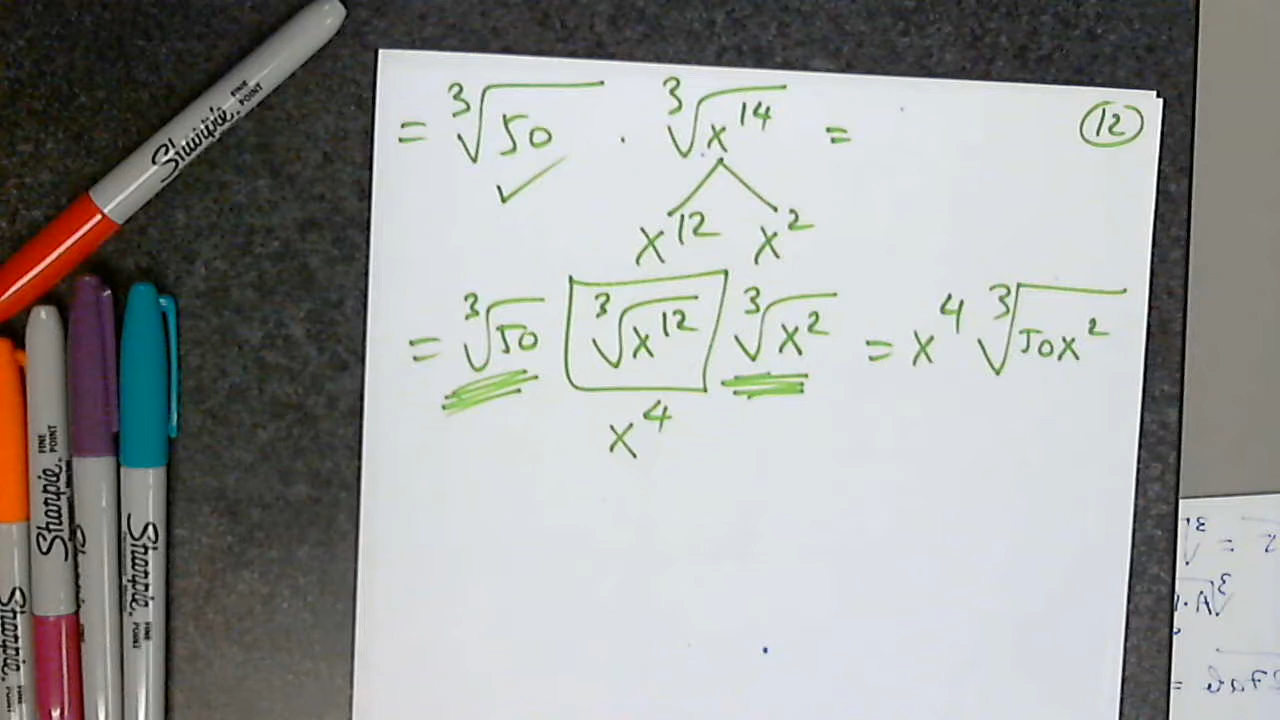 = ∛50 · ∛x¹⁴ =
12
x¹² x²
= ∛50 ∛x¹² ∛x² = x⁴ ∛50x²
x⁴
Sharpie. FINE POINT
Sharpie. FINE POINT
Sharpie. FINE POINT
Sharpie.